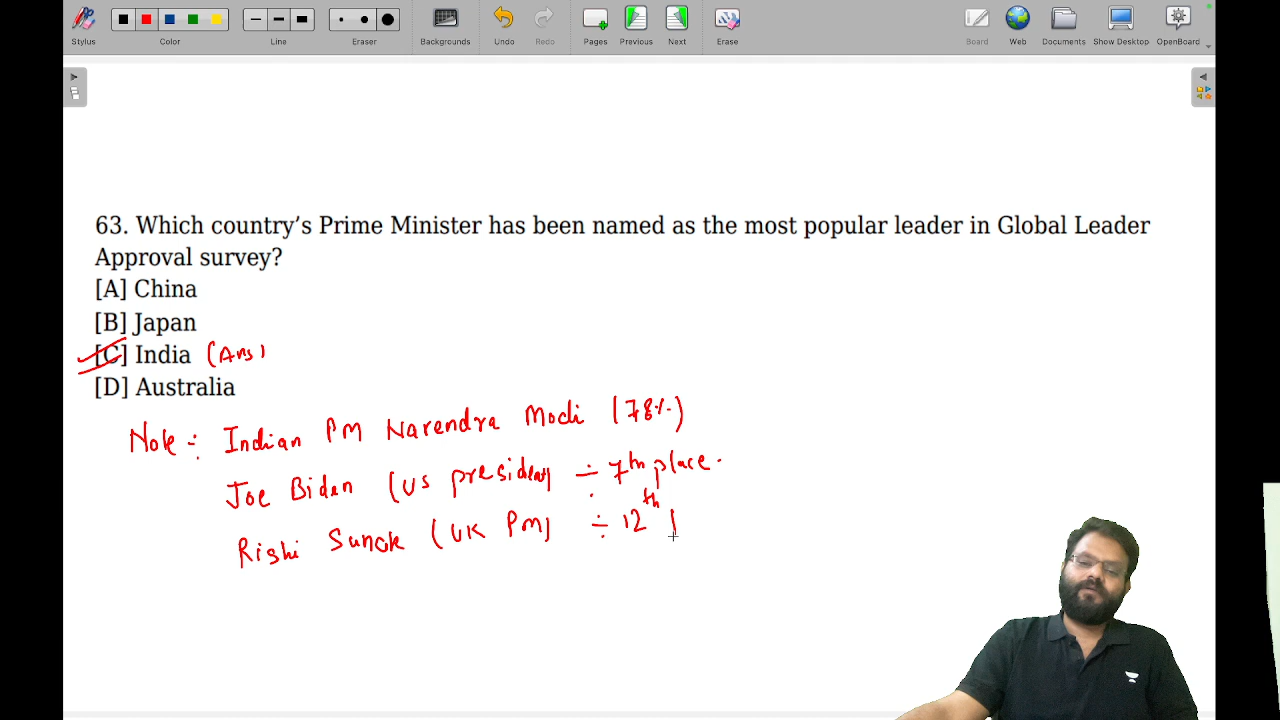 Stylus Color Line Eraser Backgrounds Undo Redo Pages Previous Next Erase Board Web Documents Show Desktop OpenBoard
63. Which country’s Prime Minister has been named as the most popular leader in Global Leader
Approval survey?
[A] China
[B] Japan
[C] India (Ans)
[D] Australia
Note :- Indian PM Narendra Modi (78%)
Joe Biden (US president) :- 7th place.
Rishi Sunak (UK PM) :- 12th